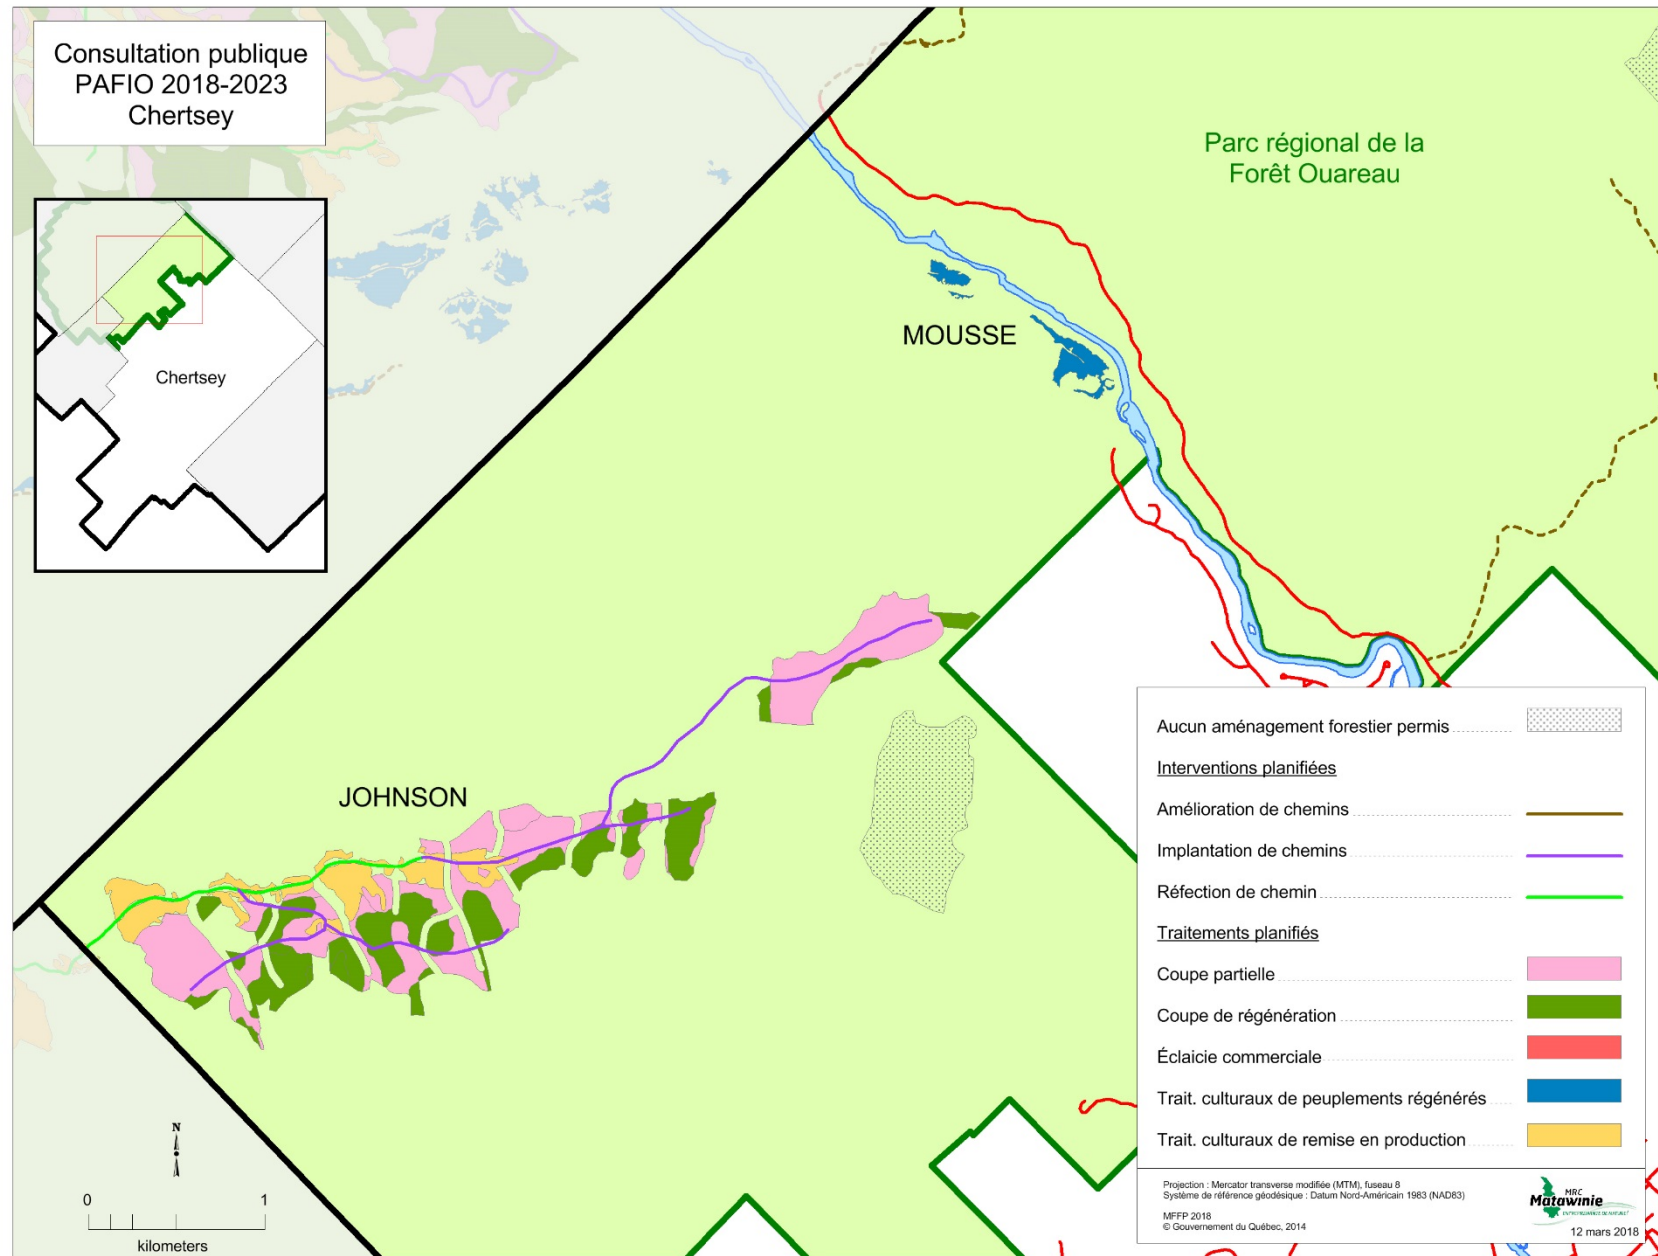 Consultation publique
PAFIO 2018-2023
Chertsey
Parc régional de la
Forêt Ouareau
MOUSSE
Chertsey
JOHNSON
Aucun aménagement forestier permis
Interventions planifiées
Amélioration de chemins
Implantation de chemins
Réfection de chemin
Traitements planifiés
Coupe partielle
Coupe de régénération
Éclaicie commerciale
Trait. culturaux de peuplements régénérés
Trait. culturaux de remise en production
N
0 1
kilometers
Projection : Mercator transverse modifiée (MTM), fuseau 8
Système de référence géodésique : Datum Nord-Américain 1983 (NAD83)
MFFP 2018
© Gouvernement du Québec, 2014
MRC
Matawinie
12 mars 2018